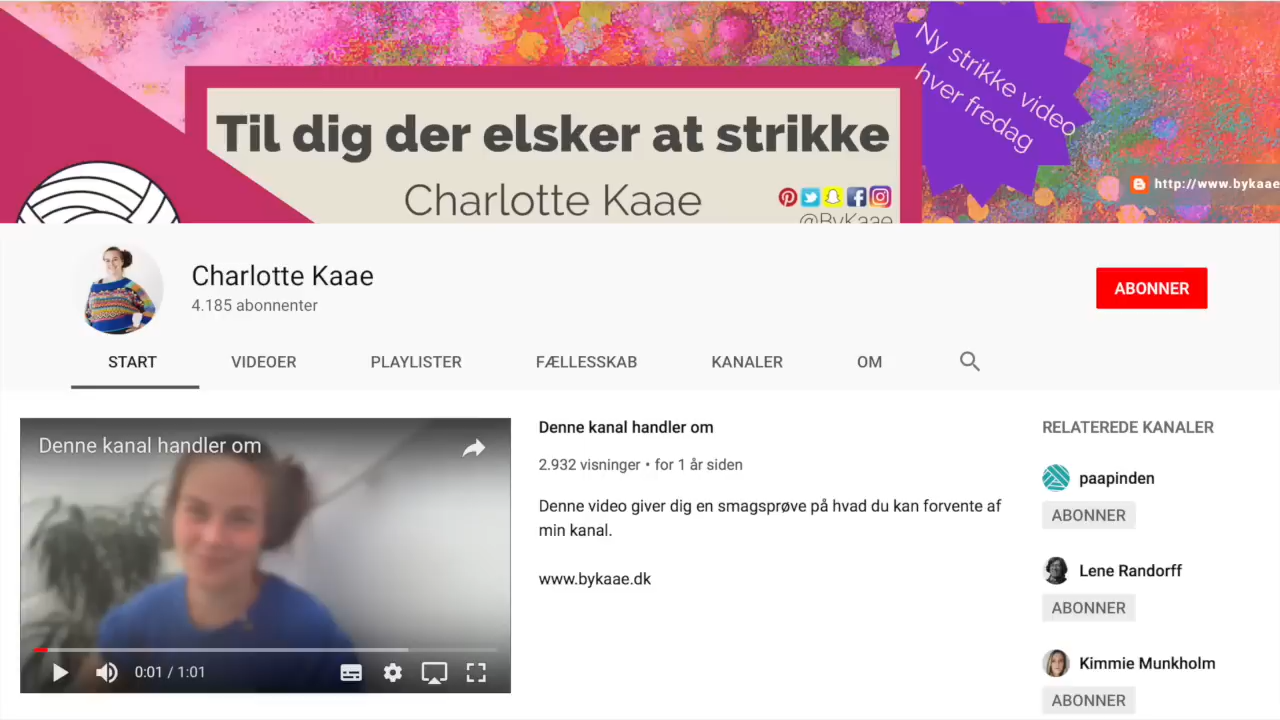 Ny strikke video
hver fredag
Til dig der elsker at strikke
Charlotte Kaae
@ByKaae
http://www.bykaae
Charlotte Kaae
4.185 abonnenter
ABONNER
START
VIDEOER
PLAYLISTER
FÆLLESSKAB
KANALER
OM
Denne kanal handler om
0:01 / 1:01
Denne kanal handler om
2.932 visninger • for 1 år siden
Denne video giver dig en smagsprøve på hvad du kan forvente af
min kanal.
www.bykaae.dk
RELATEREDE KANALER
paapinden
ABONNER
Lene Randorff
ABONNER
Kimmie Munkholm
ABONNER